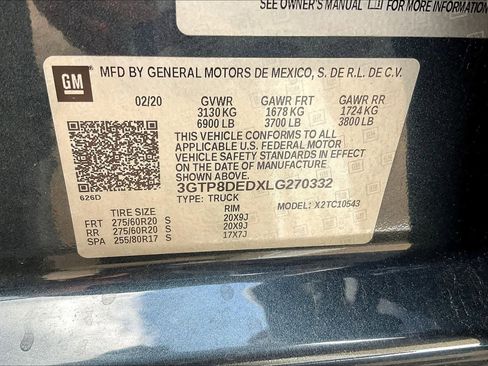 SEE OWNER'S MANUAL FOR MORE INFORMATION
GM
MFD BY GENERAL MOTORS DE MEXICO, S. DE R.L. DE C.V.
02/20 GVWR GAWR FRT GAWR RR
3130 KG 1678 KG 1724 KG
6900 LB 3700 LB 3800 LB
THIS VEHICLE CONFORMS TO ALL
APPLICABLE U.S. FEDERAL MOTOR
VEHICLE SAFETY STANDARDS IN EFFECT
ON THE DATE OF MANUFACTURE SHOWN ABOVE.
3GTP8DEDXLG270332
626D
TYPE: TRUCK MODEL: X2TC10543
TIRE SIZE RIM
FRT 275/60R20 S 20X9J
RR 275/60R20 S 20X9J
SPA 255/80R17 S 17X7J